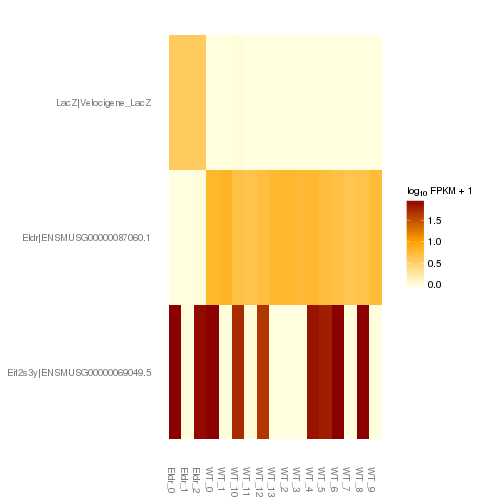 LacZ|Velocigene_LacZ
Eldr|ENSMUSG00000087060.1
Eif2s3y|ENSMUSG00000069049.5
log10 FPKM + 1
1.5
1.0
0.5
0.0
Eldr_0
Eldr_1
Eldr_2
WT_0
WT_1
WT_10
WT_11
WT_12
WT_13
WT_2
WT_3
WT_4
WT_5
WT_6
WT_7
WT_8
WT_9